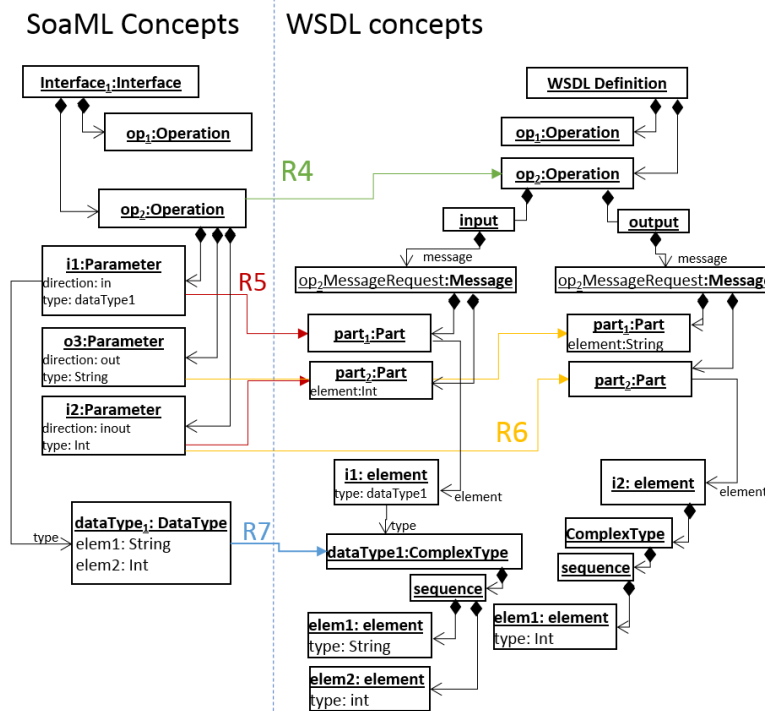 SoaML Concepts
WSDL concepts
Interface₁:Interface
WSDL Definition
op₁:Operation
op₁:Operation
R4
op₂:Operation
op₂:Operation
input
output
message
message
i1:Parameter
direction: in
type: dataType1
R5
op₂MessageRequest:Message
op₂MessageRequest:Message
o3:Parameter
direction: out
type: String
part₁:Part
part₁:Part
element:String
part₂:Part
element:Int
part₂:Part
i2:Parameter
direction: inout
type: Int
R6
i1: element
type: dataType1
element
i2: element
element
type
dataType₁: DataType
elem1: String
elem2: Int
R7
type
dataType1:ComplexType
ComplexType
sequence
sequence
elem1: element
type: String
elem1: element
type: Int
elem2: element
type: int